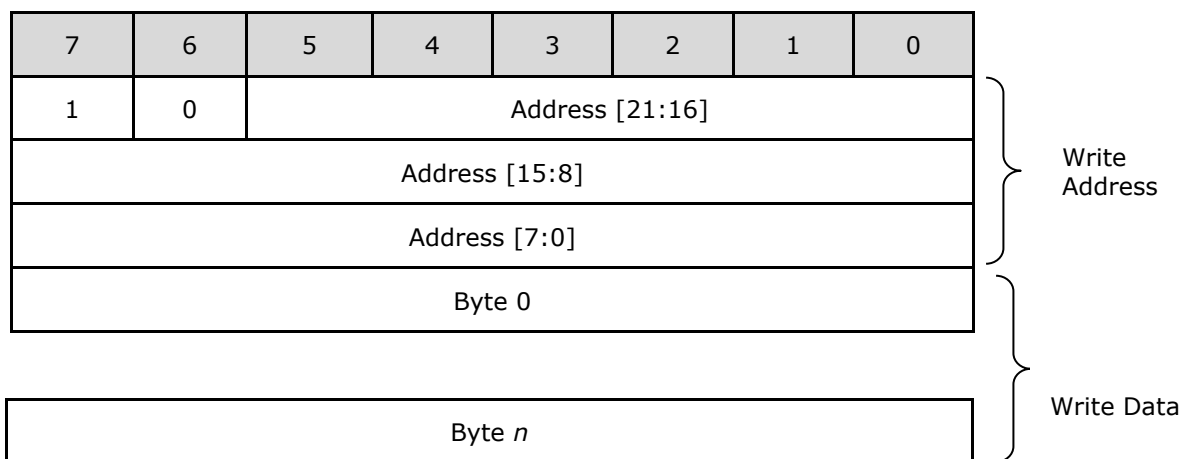 7 6 5 4 3 2 1 0
1 0 Address [21:16]
Address [15:8]
Write
Address
Address [7:0]
Byte 0
Write Data
Byte n